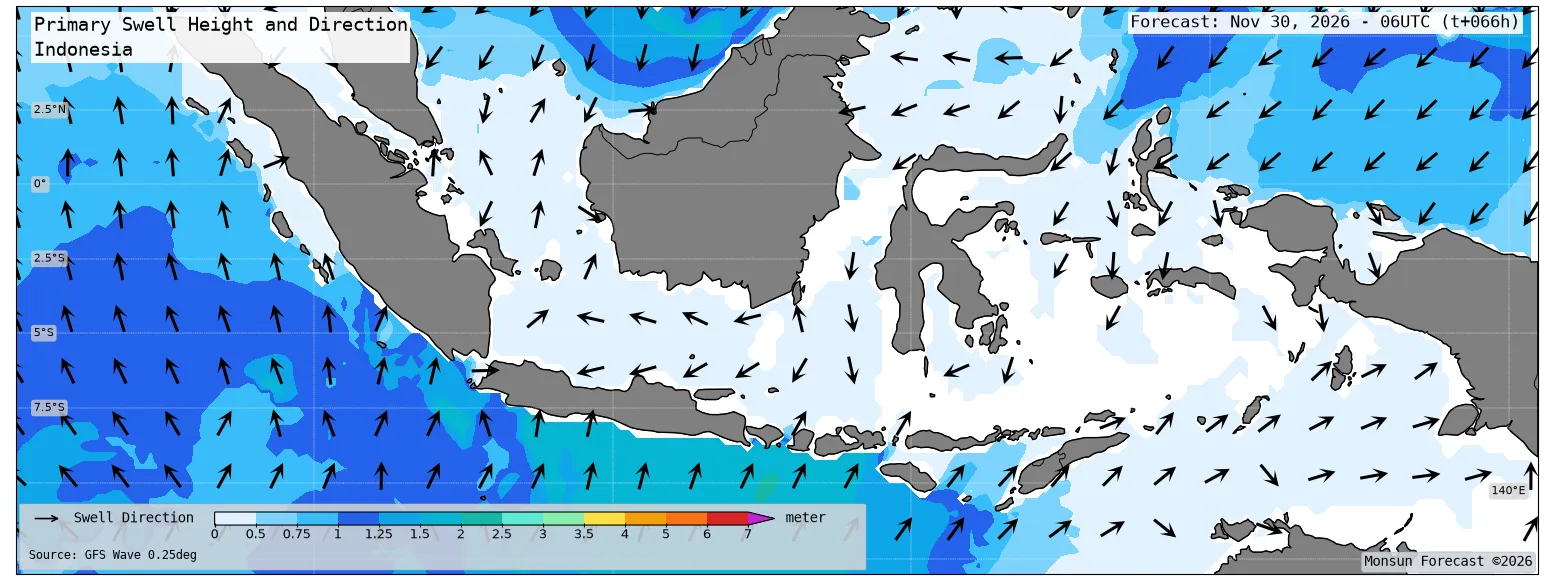 Primary Swell Height and Direction
Indonesia
Forecast: Nov 30, 2026 - 06UTC (t+066h)
2.5°N
0°
2.5°S
5°S
7.5°S
140°E
Swell Direction
0 0.5 0.75 1 1.25 1.5 2 2.5 3 3.5 4 5 6 7
meter
Source: GFS Wave 0.25deg
Monsun Forecast ©2026